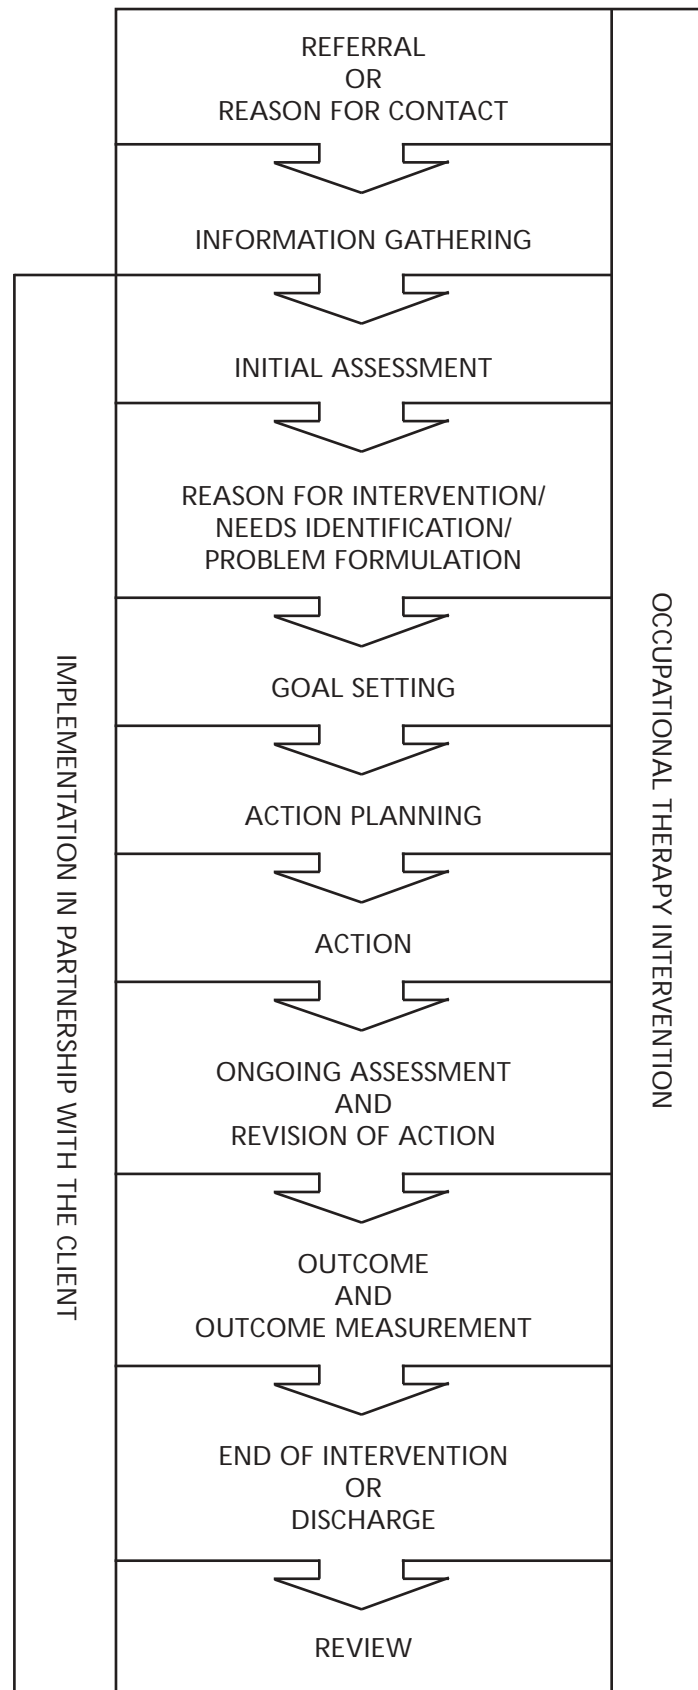 REFERRAL
OR
REASON FOR CONTACT
INFORMATION GATHERING
INITIAL ASSESSMENT
REASON FOR INTERVENTION/
NEEDS IDENTIFICATION/
PROBLEM FORMULATION
GOAL SETTING
ACTION PLANNING
ACTION
ONGOING ASSESSMENT
AND
REVISION OF ACTION
OUTCOME
AND
OUTCOME MEASUREMENT
END OF INTERVENTION
OR
DISCHARGE
REVIEW
IMPLEMENTATION IN PARTNERSHIP WITH THE CLIENT
OCCUPATIONAL THERAPY INTERVENTION